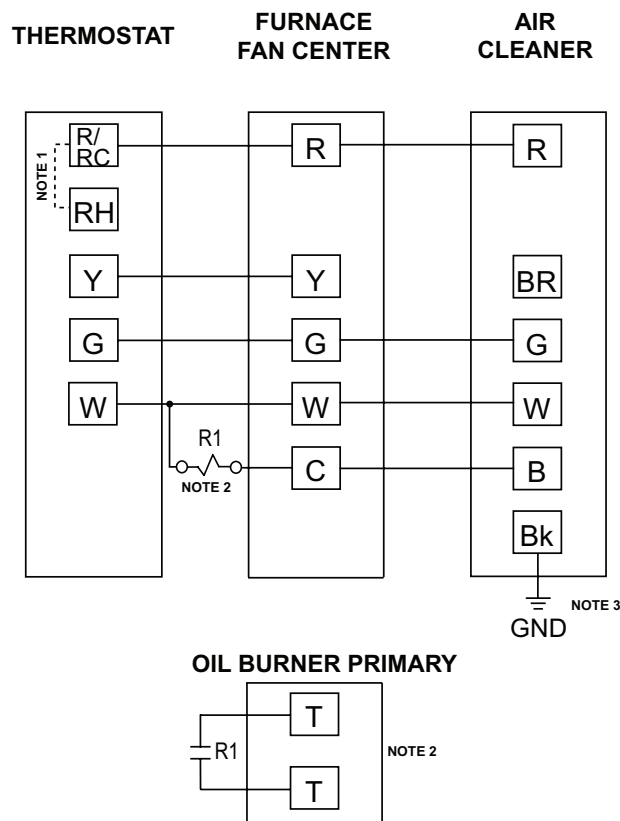 THERMOSTAT
FURNACE
FAN CENTER
AIR
CLEANER
NOTE 1
R/
RC
R
R
RH
Y
Y
BR
G
G
G
W
W
W
R1
NOTE 2
C
B
Bk
NOTE 3
GND
OIL BURNER PRIMARY
T
R1
NOTE 2
T